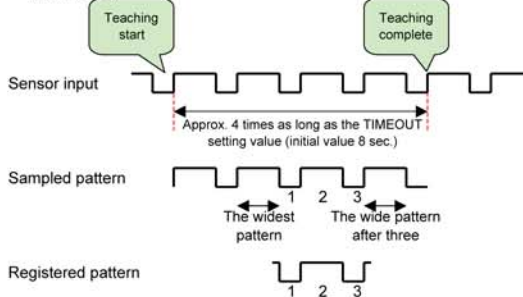 Teaching
start
Teaching
complete
Sensor input
Approx. 4 times as long as the TIMEOUT
setting value (initial value 8 sec.)
Sampled pattern
1 2 3
The widest
pattern
The wide pattern
after three
Registered pattern
1 2 3